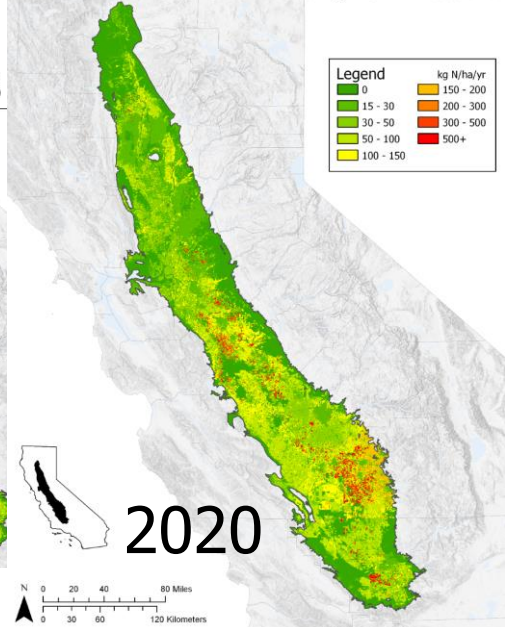 Legend kg N/ha/yr
0 150 - 200
15 - 30 200 - 300
30 - 50 300 - 500
50 - 100 500+
100 - 150
2020
N 0 20 40 80 Miles
0 30 60 120 Kilometers